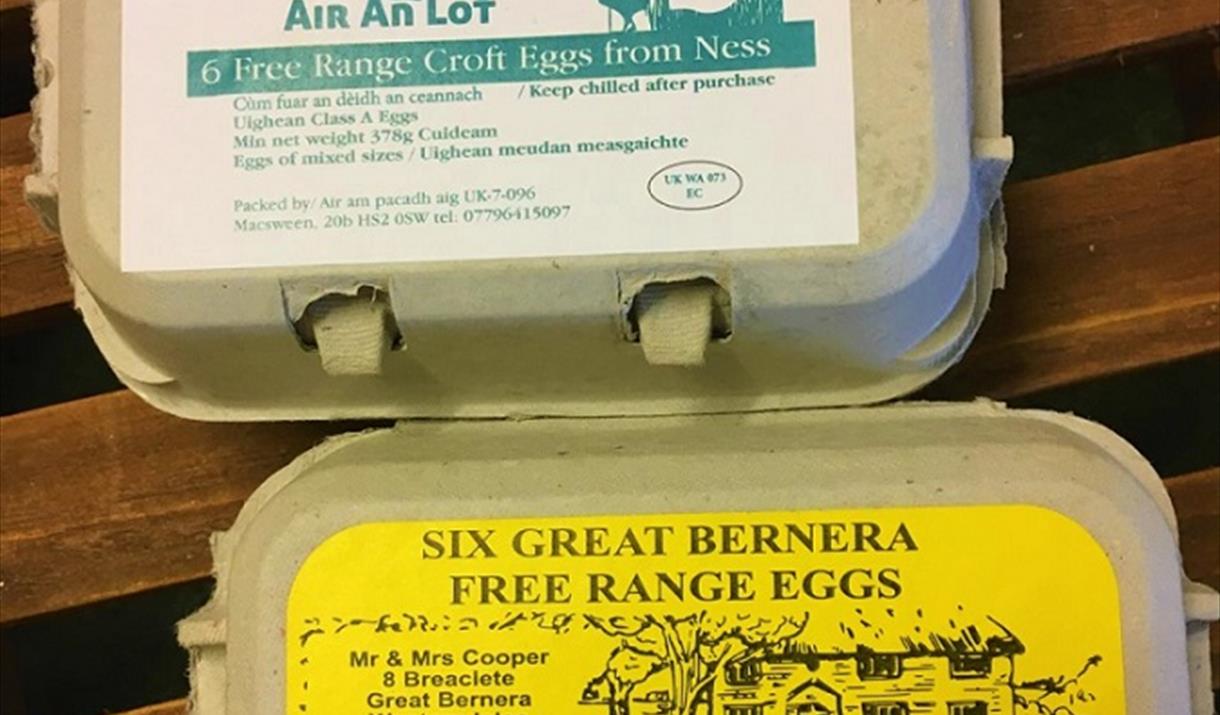 AIR AN LOT
6 Free Range Croft Eggs from Ness
Cùm fuar an dèidh an ceannach / Keep chilled after purchase
Uighean Class A Eggs
Min net weight 378g Cuideam
Eggs of mixed sizes / Uighean meudan measgaichte
UK WA 073
EC
Packed by/ Air am pacadh aig UK-7-096
Macsween, 20b HS2 0SW tel: 07796415097
SIX GREAT BERNERA
FREE RANGE EGGS
Mr & Mrs Cooper
8 Breaclete
Great Bernera